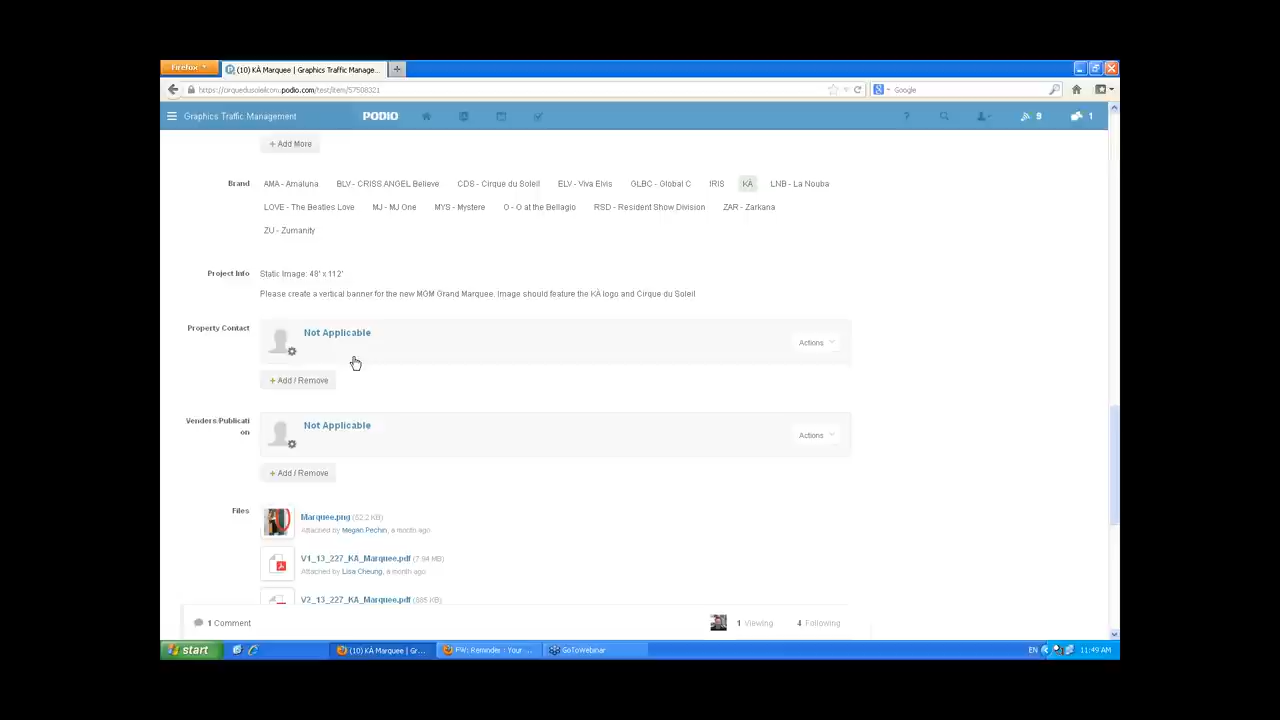 Firefox
(10) KÀ Marquee | Graphics Traffic Manage...
https://cirquedusoleilcom.podio.com/test/item/57508321
Google
Graphics Traffic Management
PODIO
? 9 1
+ Add More
Brand
AMA - Amaluna BLV - CRISS ANGEL Believe CDS - Cirque du Soleil ELV - Viva Elvis GLBC - Global C IRIS KÀ LNB - La Nouba
LOVE - The Beatles Love MJ - MJ One MYS - Mystere O - O at the Bellagio RSD - Resident Show Division ZAR - Zarkana
ZU - Zumanity
Project Info
Static Image: 48' x 112'
Please create a vertical banner for the new MGM Grand Marquee. Image should feature the KÀ logo and Cirque du Soleil
Property Contact
Not Applicable
Actions
+ Add / Remove
Venders/Publicati
on
Not Applicable
Actions
+ Add / Remove
Files
Marquee.png (52.2 KB)
Attached by Megan Pechin, a month ago
V1_13_227_KA_Marquee.pdf (7.94 MB)
Attached by Lisa Cheung, a month ago
V2_13_227_KA_Marquee.pdf (885 KB)
1 Comment
1 Viewing 4 Following
start
(10) KÀ Marquee | Gr...
FW: Reminder : Your ...
GoToWebinar
EN
11:49 AM